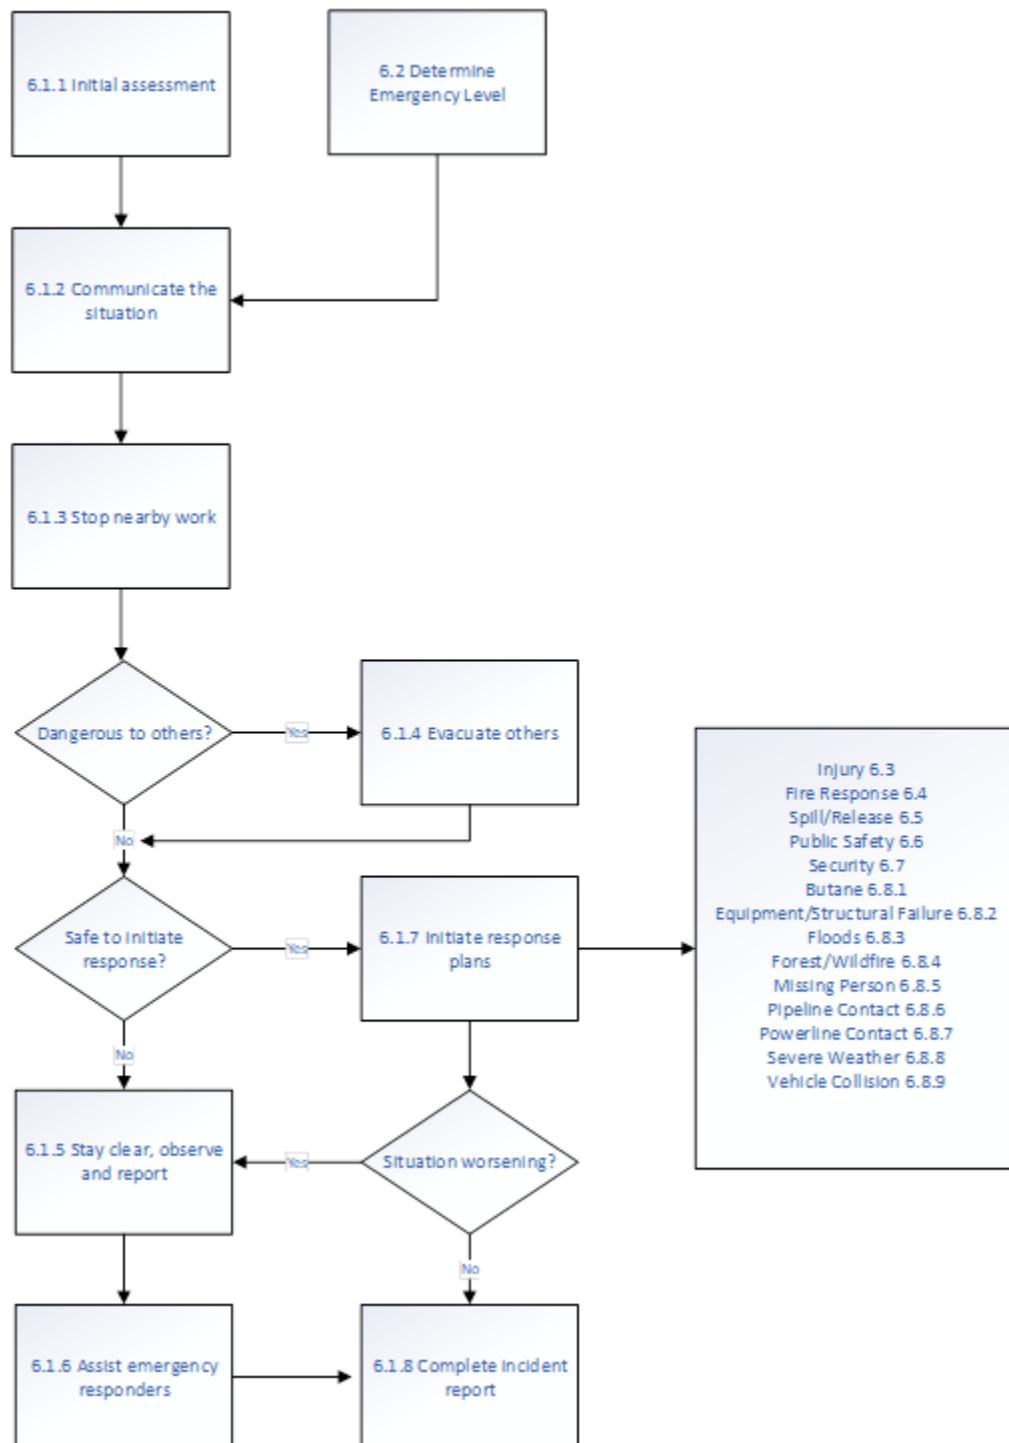 6.1.1 Initial assessment
6.2 Determine
Emergency Level
6.1.2 Communicate the
situation
6.1.3 Stop nearby work
Dangerous to others?
Yes
6.1.4 Evacuate others
No
Safe to initiate
response?
Yes
6.1.7 Initiate response
plans
Injury 6.3
Fire Response 6.4
Spill/Release 6.5
Public Safety 6.6
Security 6.7
Butane 6.8.1
Equipment/Structural Failure 6.8.2
Floods 6.8.3
Forest/Wildfire 6.8.4
Missing Person 6.8.5
Pipeline Contact 6.8.6
Powerline Contact 6.8.7
Severe Weather 6.8.8
Vehicle Collision 6.8.9
No
6.1.5 Stay clear, observe
and report
Yes
Situation worsening?
No
6.1.6 Assist emergency
responders
6.1.8 Complete incident
report